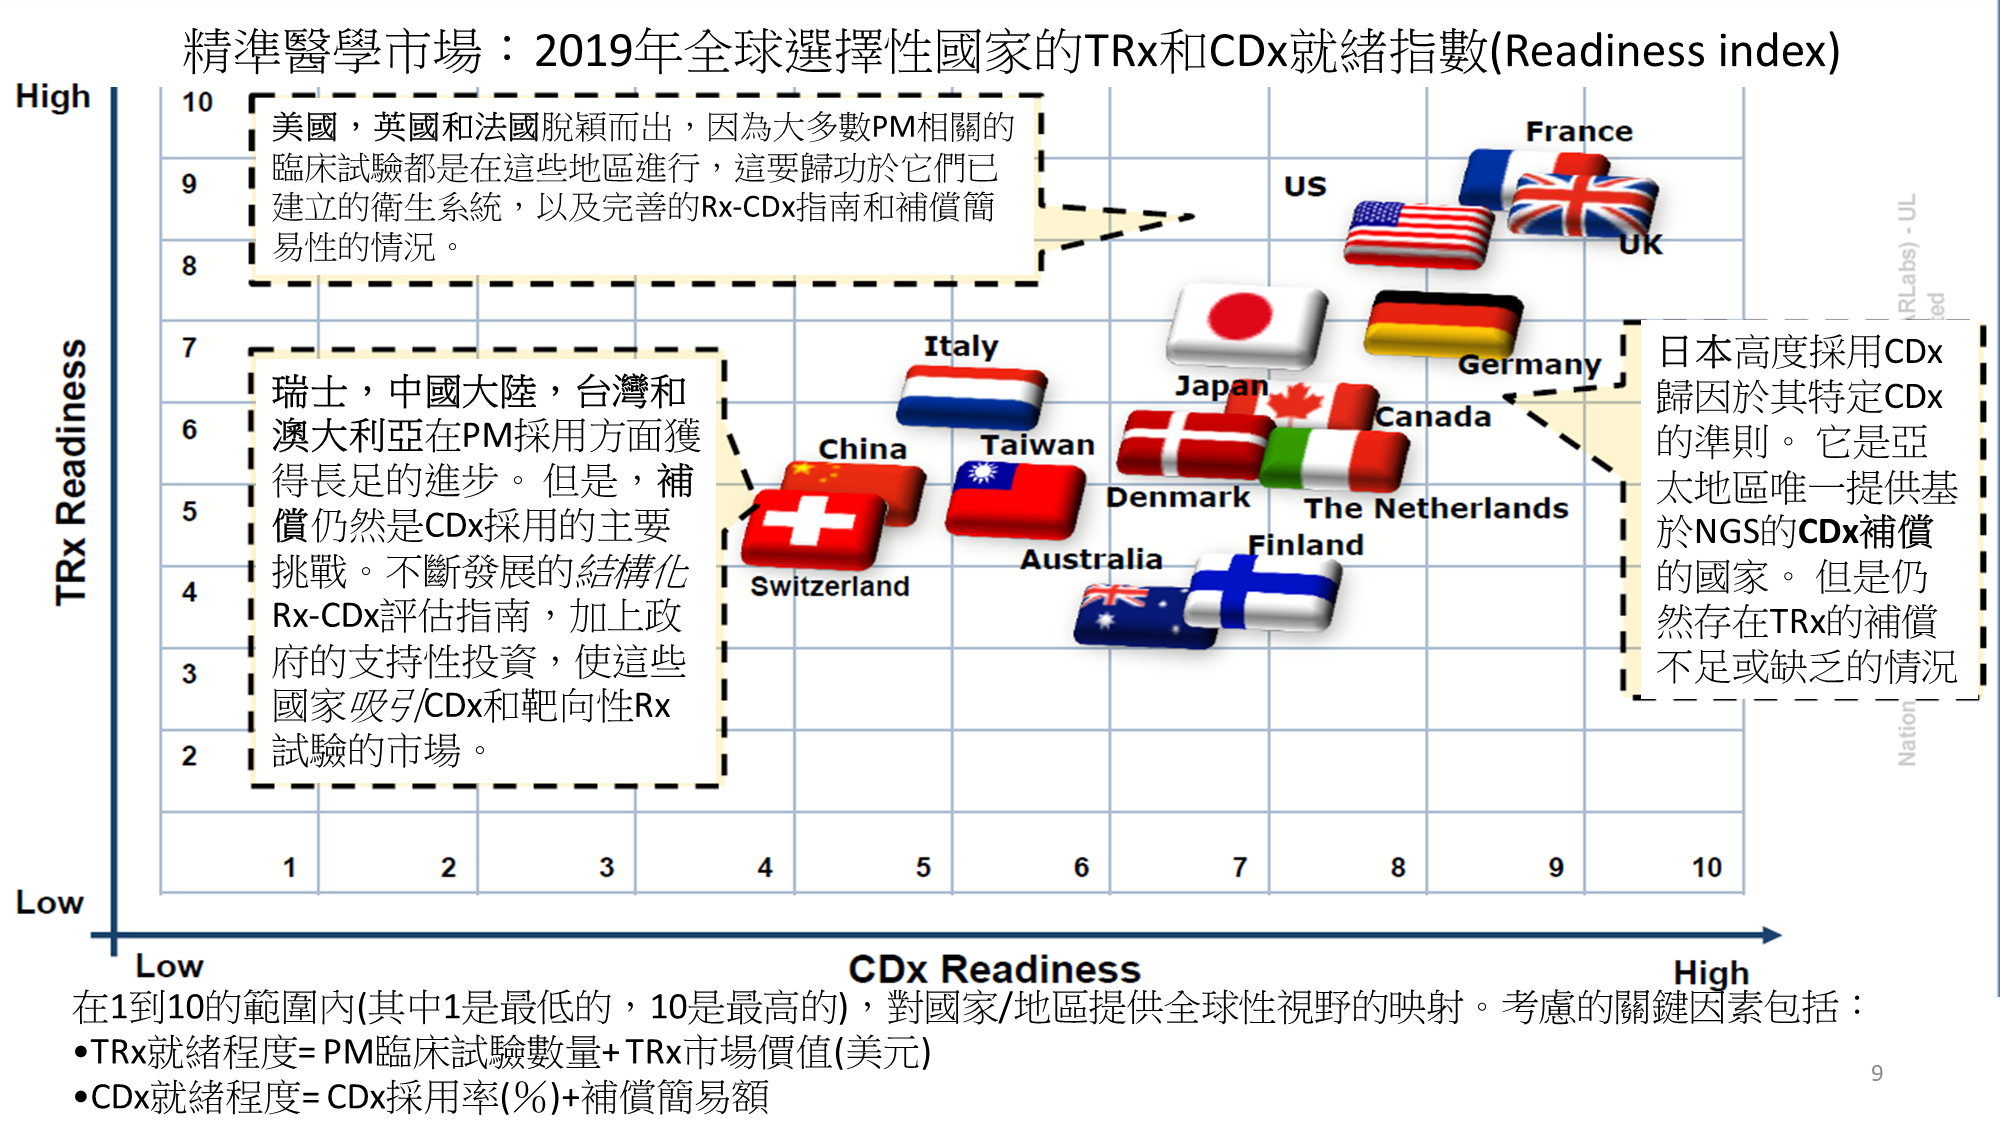 精準醫學市場：2019年全球選擇性國家的TRx和CDx就緒指數(Readiness index)
High
10
9
8
7
6
5
4
3
2
Low
TRx Readiness
美國，英國和法國脫穎而出，因為大多數PM相關的
臨床試驗都是在這些地區進行，這要歸功於它們已
建立的衛生系統，以及完善的Rx-CDx指南和補償簡
易性的情況。
France
US
UK
Germany
Japan
Canada
Italy
China
Taiwan
Denmark
The Netherlands
Switzerland
Australia
Finland
瑞士，中國大陸，台灣和
澳大利亞在PM採用方面獲
得長足的進步。 但是，補
償仍然是CDx採用的主要
挑戰。不斷發展的結構化
Rx-CDx評估指南，加上政
府的支持性投資，使這些
國家吸引CDx和靶向性Rx
試驗的市場。
日本高度採用CDx
歸因於其特定CDx
的準則。 它是亞
太地區唯一提供基
於NGS的CDx補償
的國家。 但是仍
然存在TRx的補償
不足或缺乏的情況
ARLabs) - UL
Nation
1
2
3
4
5
6
7
8
9
10
Low
CDx Readiness
High
在1到10的範圍內(其中1是最低的，10是最高的)，對國家/地區提供全球性視野的映射。考慮的關鍵因素包括：
•TRx就緒程度= PM臨床試驗數量+ TRx市場價值(美元)
•CDx就緒程度= CDx採用率(％)+補償簡易額
9